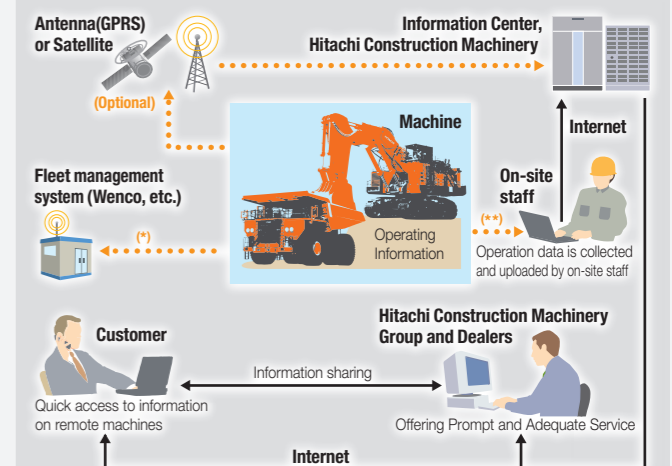 Antenna(GPRS)
or Satellite
(Optional)
Information Center,
Hitachi Construction Machinery
Internet
Machine
Operating
Information
Fleet management
system (Wenco, etc.)
(*)
(**)
On-site
staff
Operation data is collected
and uploaded by on-site staff
Customer
Quick access to information
on remote machines
Information sharing
Hitachi Construction Machinery
Group and Dealers
Offering Prompt and Adequate Service
Internet